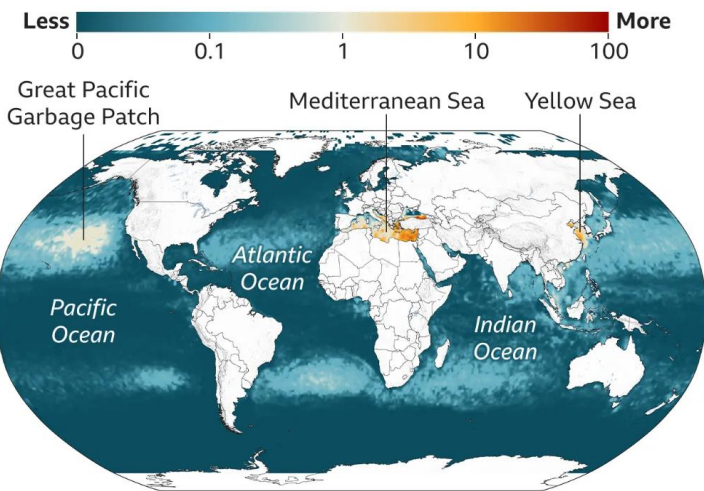 Less More
0 0.1 1 10 100
Great Pacific
Garbage Patch
Mediterranean Sea
Yellow Sea
Atlantic
Ocean
Pacific
Ocean
Indian
Ocean